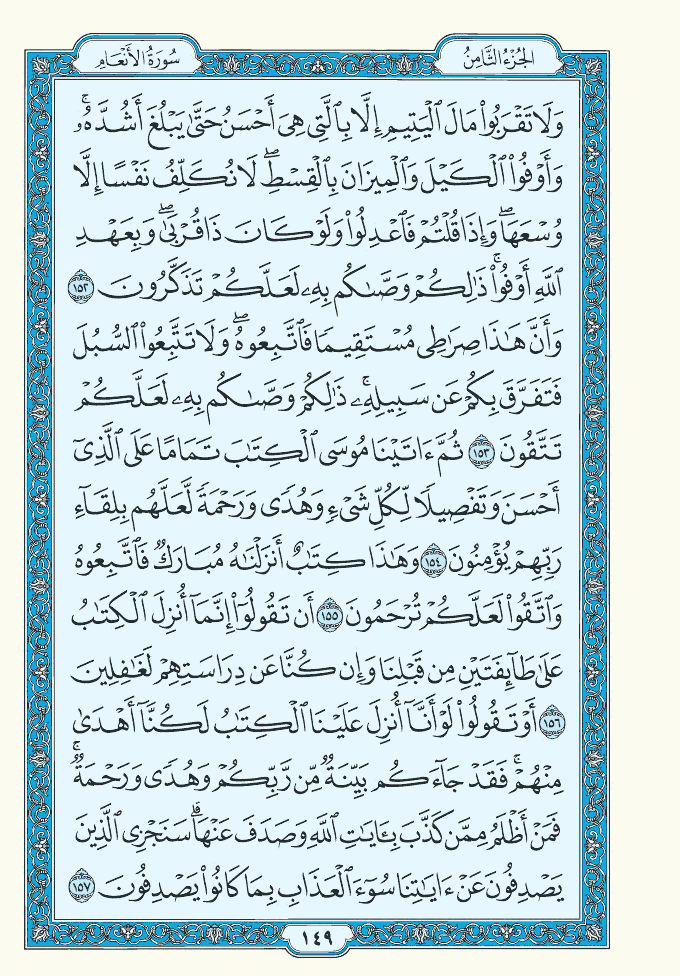 الجُزْءُ الثَّامِنُ
سُورَةُ الأَنْعَامِ
وَلَا تَقْرَبُوا۟ مَالَ ٱلْيَتِيمِ إِلَّا بِٱلَّتِى هِىَ أَحْسَنُ حَتَّىٰ يَبْلُغَ أَشُدَّهُۥۚ
وَأَوْفُوا۟ ٱلْكَيْلَ وَٱلْمِيزَانَ بِٱلْقِسْطِۖ لَا نُكَلِّفُ نَفْسًا إِلَّا
وُسْعَهَاۖ وَإِذَا قُلْتُمْ فَٱعْدِلُوا۟ وَلَوْ كَانَ ذَا قُرْبَىٰۖ وَبِعَهْدِ
ٱللَّهِ أَوْفُوا۟ۚ ذَٰلِكُمْ وَصَّىٰكُم بِهِۦ لَعَلَّكُمْ تَذَكَّرُونَ ١٥٢
وَأَنَّ هَٰذَا صِرَٰطِى مُسْتَقِيمًا فَٱتَّبِعُوهُۖ وَلَا تَتَّبِعُوا۟ ٱلسُّبُلَ
فَتَفَرَّقَ بِكُمْ عَن سَبِيلِهِۦۚ ذَٰلِكُمْ وَصَّىٰكُم بِهِۦ لَعَلَّكُمْ
تَتَّقُونَ ١٥٣ ثُمَّ ءَاتَيْنَا مُوسَى ٱلْكِتَٰبَ تَمَامًا عَلَى ٱلَّذِىٓ
أَحْسَنَ وَتَفْصِيلًا لِّكُلِّ شَىْءٍ وَهُدًى وَرَحْمَةً لَّعَلَّهُم بِلِقَآءِ
رَبِّهِمْ يُؤْمِنُونَ ١٥٤ وَهَٰذَا كِتَٰبٌ أَنزَلْنَٰهُ مُبَارَكٌ فَٱتَّبِعُوهُ
وَٱتَّقُوا۟ لَعَلَّكُمْ تُرْحَمُونَ ١٥٥ أَن تَقُولُوٓا۟ إِنَّمَآ أُنزِلَ ٱلْكِتَٰبُ
عَلَىٰ طَآئِفَتَيْنِ مِن قَبْلِنَا وَإِن كُنَّا عَن دِرَاسَتِهِمْ لَغَٰفِلِينَ
١٥٦ أَوْ تَقُولُوا۟ لَوْ أَنَّآ أُنزِلَ عَلَيْنَا ٱلْكِتَٰبُ لَكُنَّآ أَهْدَىٰ
مِنْهُمْۚ فَقَدْ جَآءَكُم بَيِّنَةٌ مِّن رَّبِّكُمْ وَهُدًى وَرَحْمَةٌۚ
فَمَنْ أَظْلَمُ مِمَّن كَذَّبَ بِـَٔايَٰتِ ٱللَّهِ وَصَدَفَ عَنْهَاۗ سَنَجْزِى ٱلَّذِينَ
يَصْدِفُونَ عَنْ ءَايَٰتِنَا سُوٓءَ ٱلْعَذَابِ بِمَا كَانُوا۟ يَصْدِفُونَ ١٥٧
١٤٩